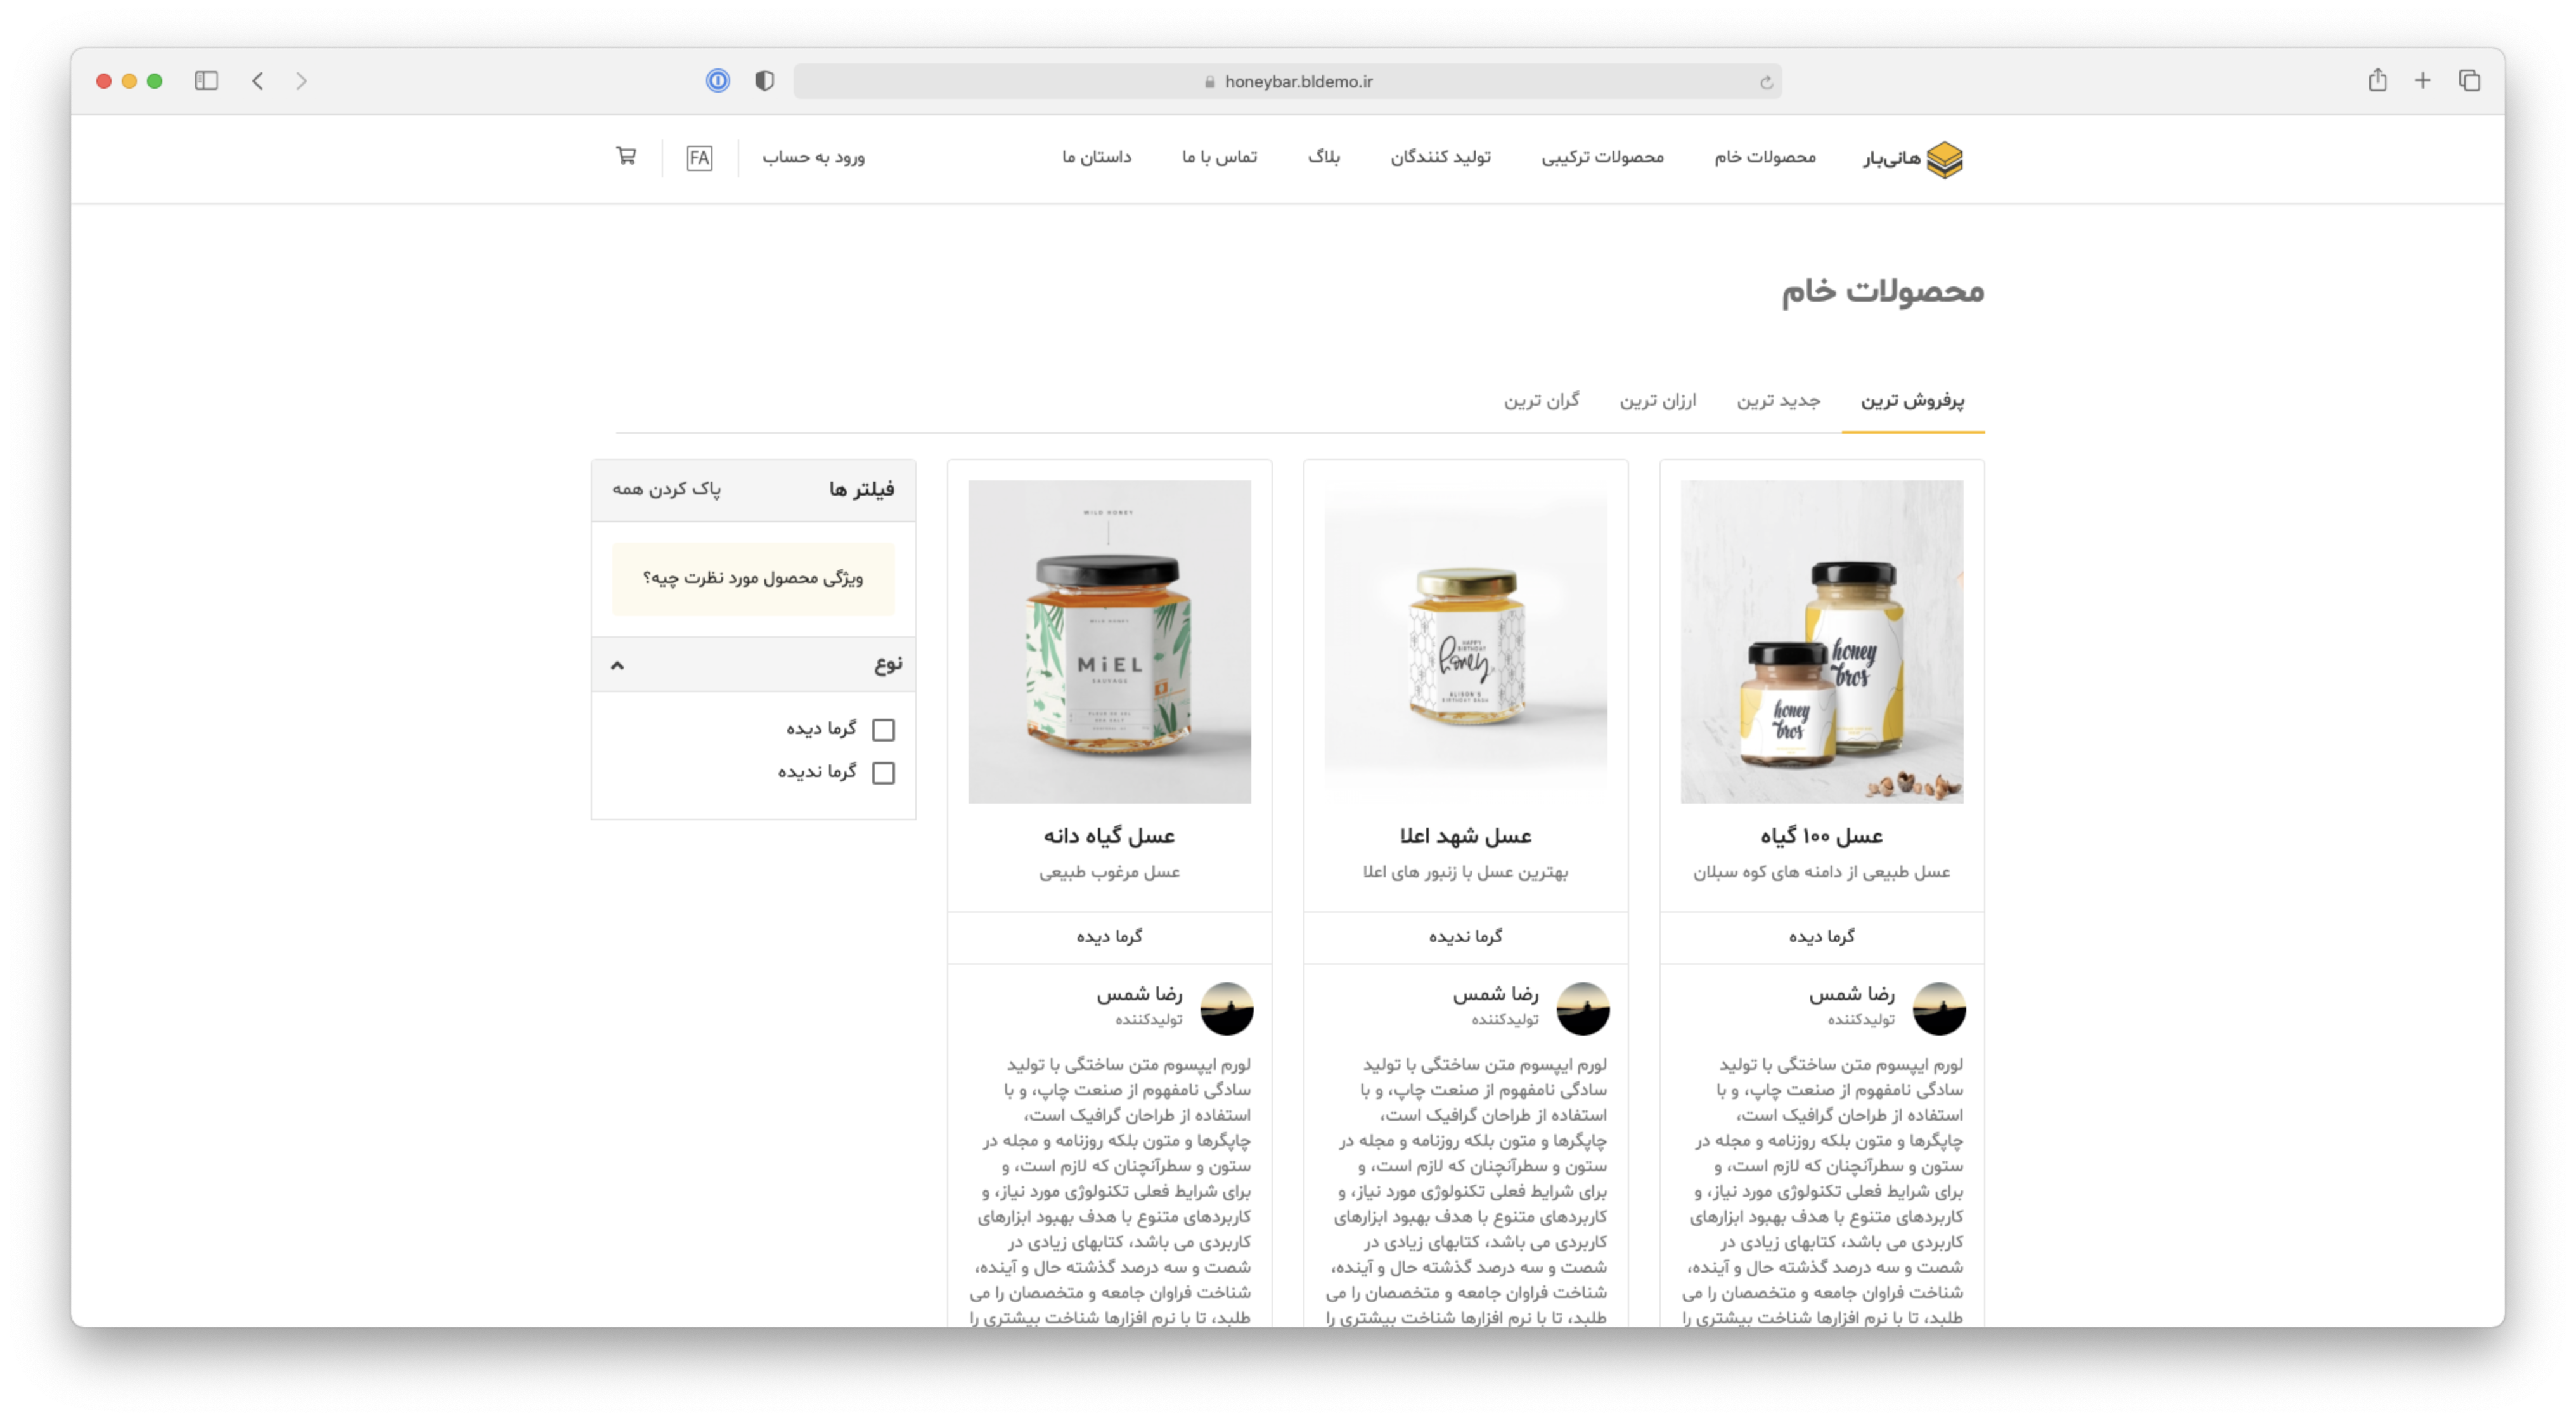 honeybar.bldemo.ir
هانی‌بار
محصولات خام
محصولات ترکیبی
تولید کنندگان
بلاگ
تماس با ما
داستان ما
ورود به حساب
FA
محصولات خام
پرفروش ترین
جدید ترین
ارزان ترین
گران ترین
honey
bros
honey
bros
عسل ۱۰۰ گیاه
عسل طبیعی از دامنه های کوه سبلان
گرما دیده
رضا شمس
تولیدکننده
لورم ایپسوم متن ساختگی با تولید
سادگی نامفهوم از صنعت چاپ، و با
استفاده از طراحان گرافیک است،
چاپگرها و متون بلکه روزنامه و مجله در
ستون و سطرآنچنان که لازم است، و
برای شرایط فعلی تکنولوژی مورد نیاز، و
کاربردهای متنوع با هدف بهبود ابزارهای
کاربردی می باشد، کتابهای زیادی در
شصت و سه درصد گذشته حال و آینده،
شناخت فراوان جامعه و متخصصان را می
طلبد، تا با نرم افزارها شناخت بیشتری را
HAPPY
BIRTHDAY
honey
ALISON'S
BIRTHDAY BASH
عسل شهد اعلا
بهترین عسل با زنبور های اعلا
گرما ندیده
رضا شمس
تولیدکننده
لورم ایپسوم متن ساختگی با تولید
سادگی نامفهوم از صنعت چاپ، و با
استفاده از طراحان گرافیک است،
چاپگرها و متون بلکه روزنامه و مجله در
ستون و سطرآنچنان که لازم است، و
برای شرایط فعلی تکنولوژی مورد نیاز، و
کاربردهای متنوع با هدف بهبود ابزارهای
کاربردی می باشد، کتابهای زیادی در
شصت و سه درصد گذشته حال و آینده،
شناخت فراوان جامعه و متخصصان را می
طلبد، تا با نرم افزارها شناخت بیشتری را
WILD HONEY
WILD HONEY
MiEL
SAUVAGE
FLEUR DE SEL
SEA SALT
عسل گیاه دانه
عسل مرغوب طبیعی
گرما دیده
رضا شمس
تولیدکننده
لورم ایپسوم متن ساختگی با تولید
سادگی نامفهوم از صنعت چاپ، و با
استفاده از طراحان گرافیک است،
چاپگرها و متون بلکه روزنامه و مجله در
ستون و سطرآنچنان که لازم است، و
برای شرایط فعلی تکنولوژی مورد نیاز، و
کاربردهای متنوع با هدف بهبود ابزارهای
کاربردی می باشد، کتابهای زیادی در
شصت و سه درصد گذشته حال و آینده،
شناخت فراوان جامعه و متخصصان را می
طلبد، تا با نرم افزارها شناخت بیشتری را
فیلتر ها
پاک کردن همه
ویژگی محصول مورد نظرت چیه؟
نوع
گرما دیده
گرما ندیده